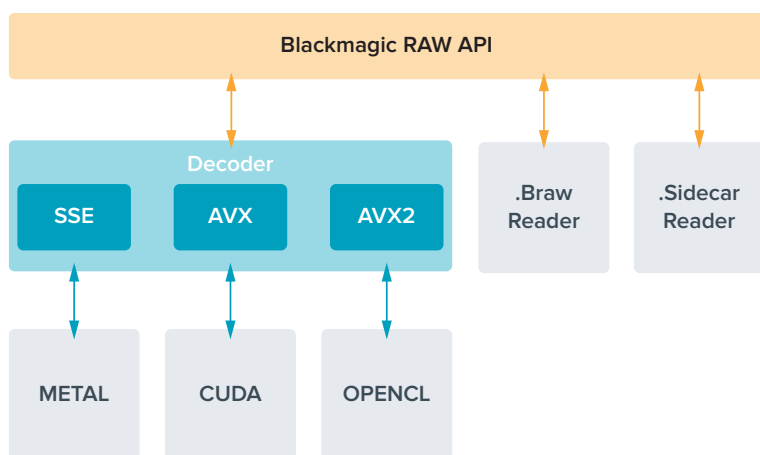 Blackmagic RAW API
Decoder
SSE
AVX
AVX2
.Braw
Reader
.Sidecar
Reader
METAL
CUDA
OPENCL